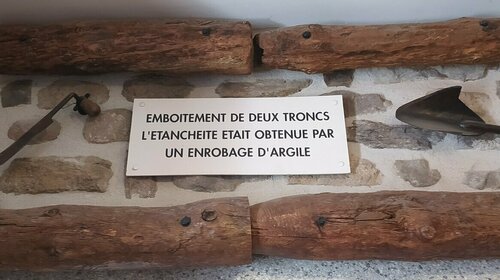 EMBOITEMENT DE DEUX TRONCS
L'ETANCHEITE ETAIT OBTENUE PAR
UN ENROBAGE D'ARGILE